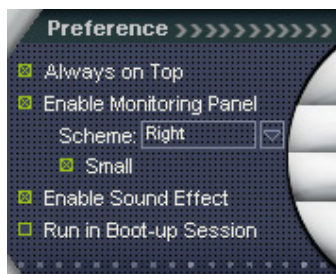 Preference >>>>>>>>>>>>
Always on Top
Enable Monitoring Panel
Scheme: Right
Small
Enable Sound Effect
Run in Boot-up Session